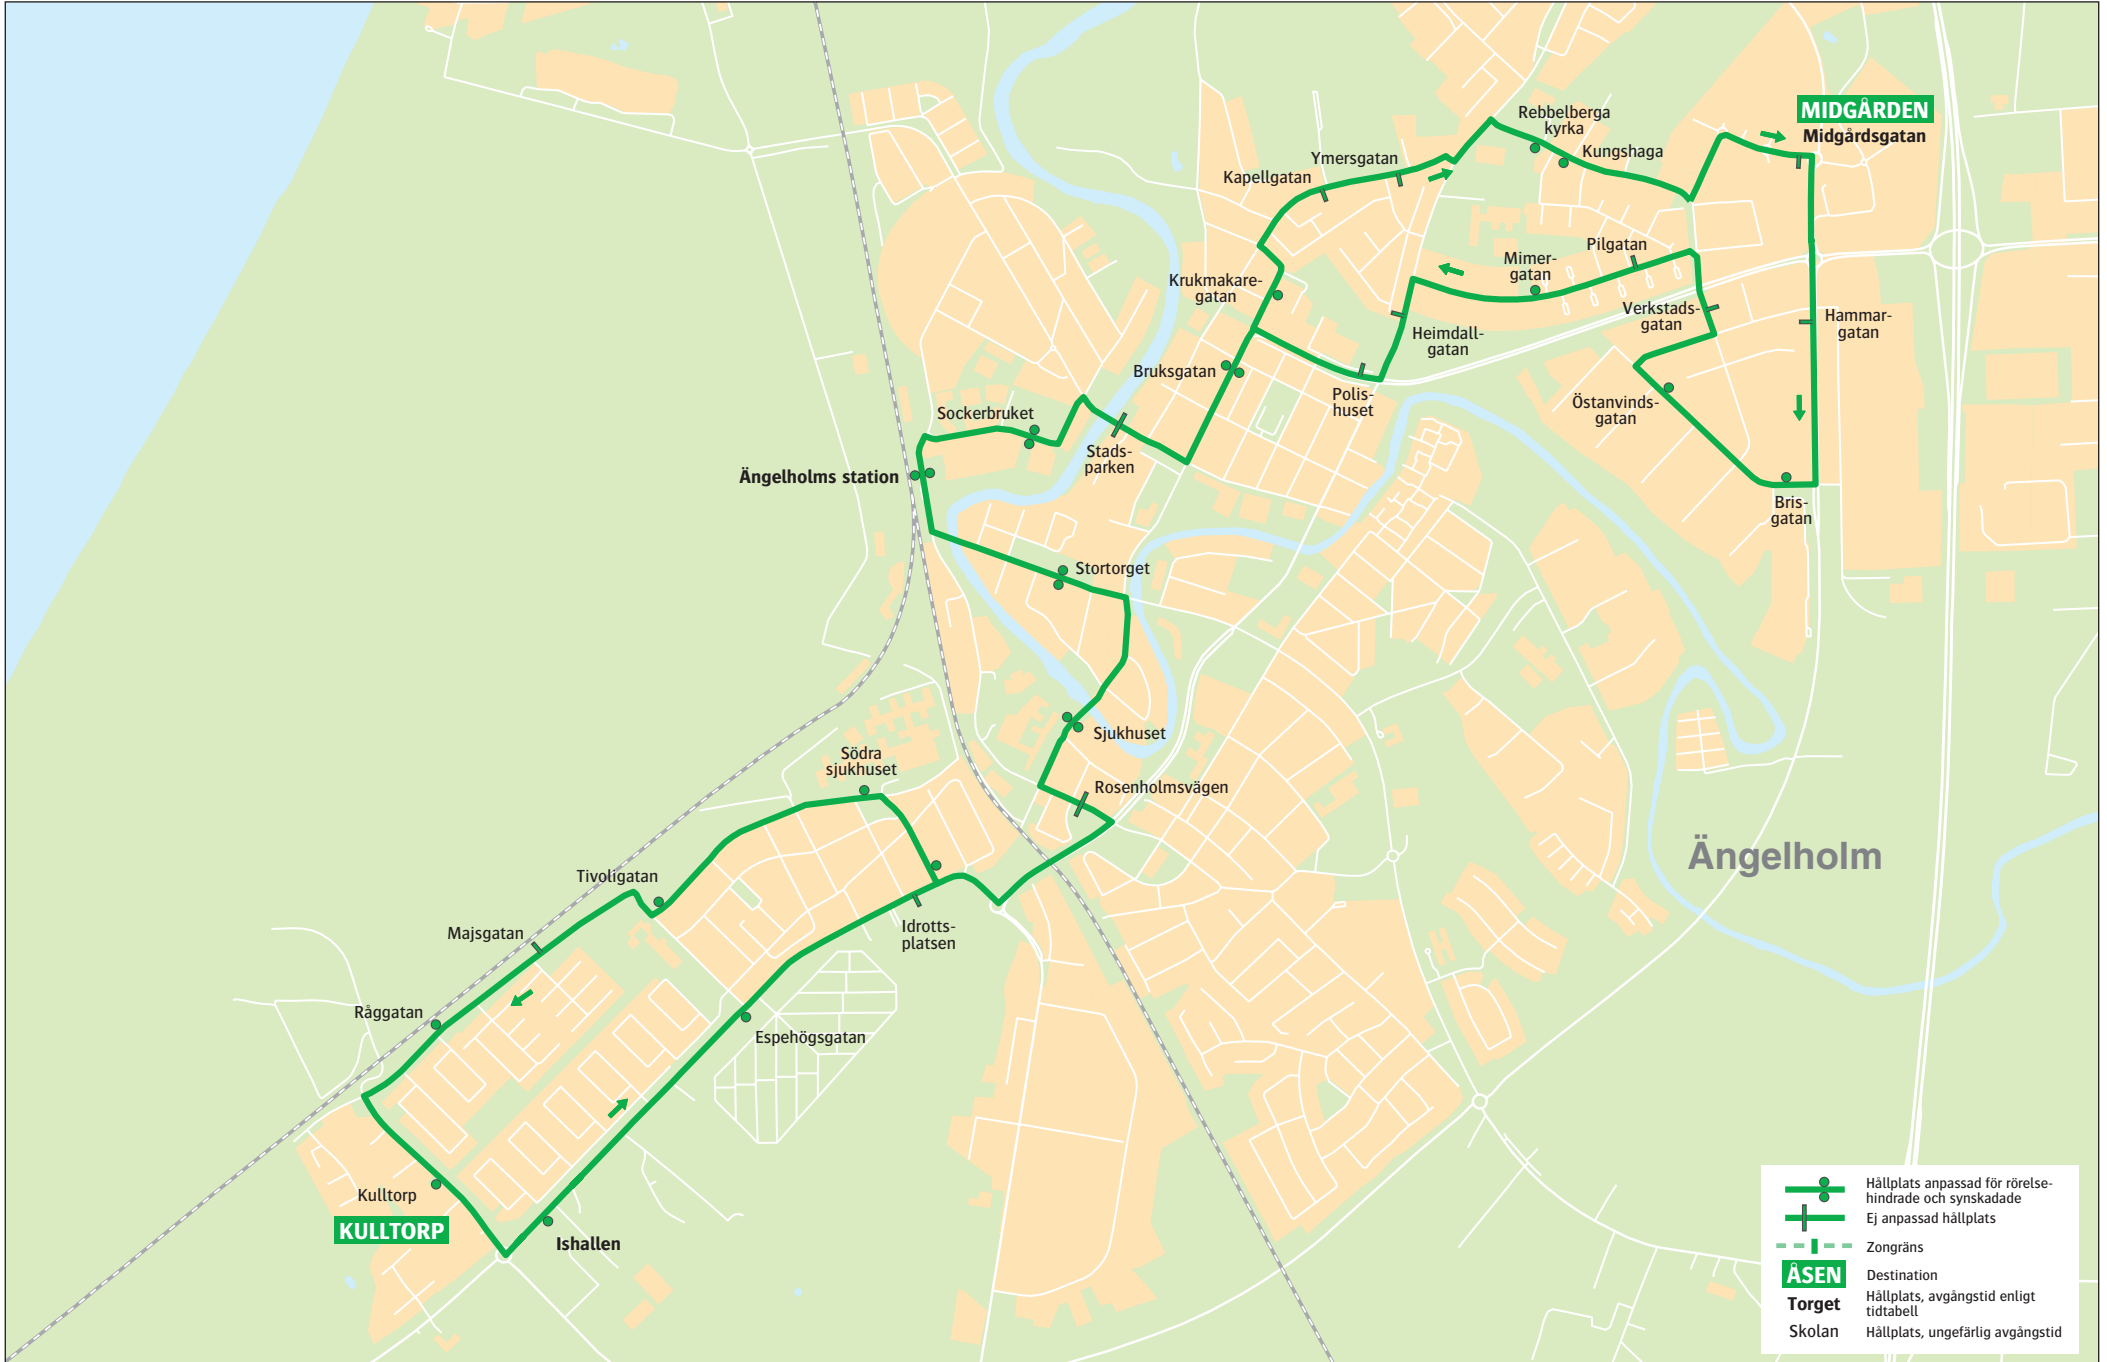 MIDGÅRDEN
Midgårdsgatan
Rebbelberga
kyrka
Kungshaga
Ymersgatan
Kapellgatan
Pilgatan
Mimer-
gatan
Krukmakare-
gatan
Verkstads-
gatan
Hammar-
gatan
Heimdall-
gatan
Bruksgatan
Polis-
huset
Östanvinds-
gatan
Sockerbruket
Stads-
parken
Ängelholms station
Bris-
gatan
Stortorget
Sjukhuset
Södra
sjukhuset
Rosenholmsvägen
Ängelholm
Tivoligatan
Majsgatan
Idrotts-
platsen
Råggatan
Espehögsgatan
Kulltorp
KULLTORP
Ishallen
Hållplats anpassad för rörelse-
hindrade och synskadade
Ej anpassad hållplats
Zongräns
ÅSEN Destination
Torget Hållplats, avgångstid enligt
tidtabell
Skolan Hållplats, ungefärlig avgångstid